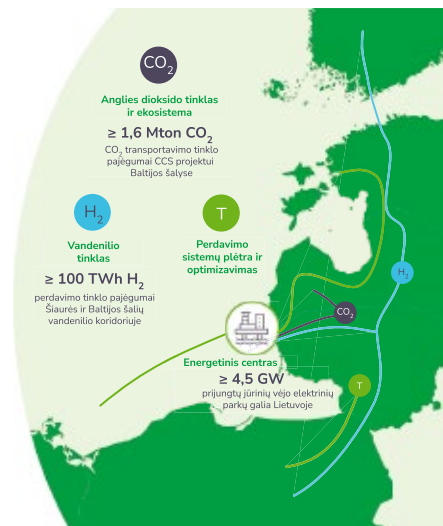 CO2
Anglies dioksido tinklas
ir ekosistema
≥ 1,6 Mton CO2
CO2 transportavimo tinklo
pajėgumai CCS projektui
Baltijos šalyse
H2
Vandenilio
tinklas
≥ 100 TWh H2
perdavimo tinklo pajėgumai
Šiaurės ir Baltijos šalių
vandenilio koridoriuje
T
Perdavimo
sistemų plėtra ir
optimizavimas
H2
CO2
Energetinis centras
≥ 4,5 GW
prijungtų jūrinių vėjo elektrinių
parkų galia Lietuvoje
T